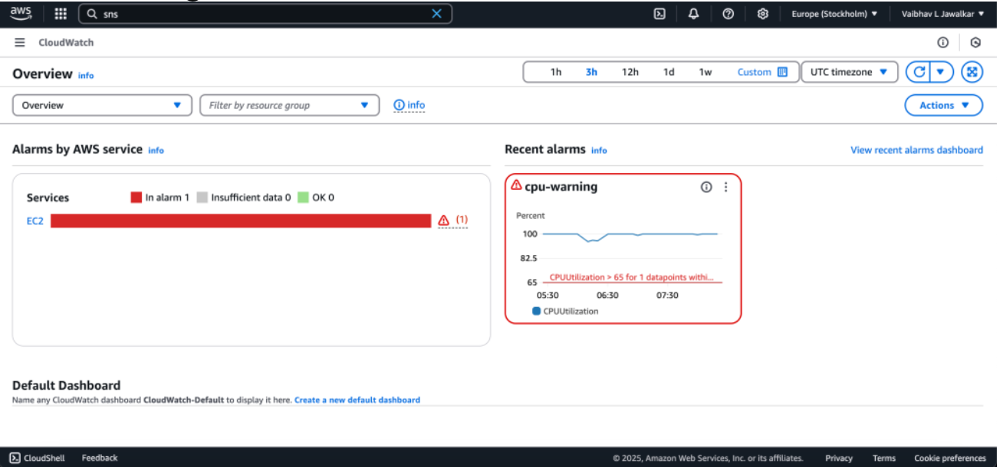 aws
sns
Europe (Stockholm)
Vaibhav L Jawalkar
CloudWatch
Overview info
1h 3h 12h 1d 1w Custom
UTC timezone
Overview
Filter by resource group
info
Actions
Alarms by AWS service info
Services
In alarm 1 Insufficient data 0 OK 0
EC2
(1)
Recent alarms info
View recent alarms dashboard
cpu-warning
Percent
100
82.5
CPUUtilization > 65 for 1 datapoints withi...
65
05:30 06:30 07:30
CPUUtilization
Default Dashboard
Name any CloudWatch dashboard CloudWatch-Default to display it here. Create a new default dashboard
CloudShell Feedback
© 2025, Amazon Web Services, Inc. or its affiliates. Privacy Terms Cookie preferences